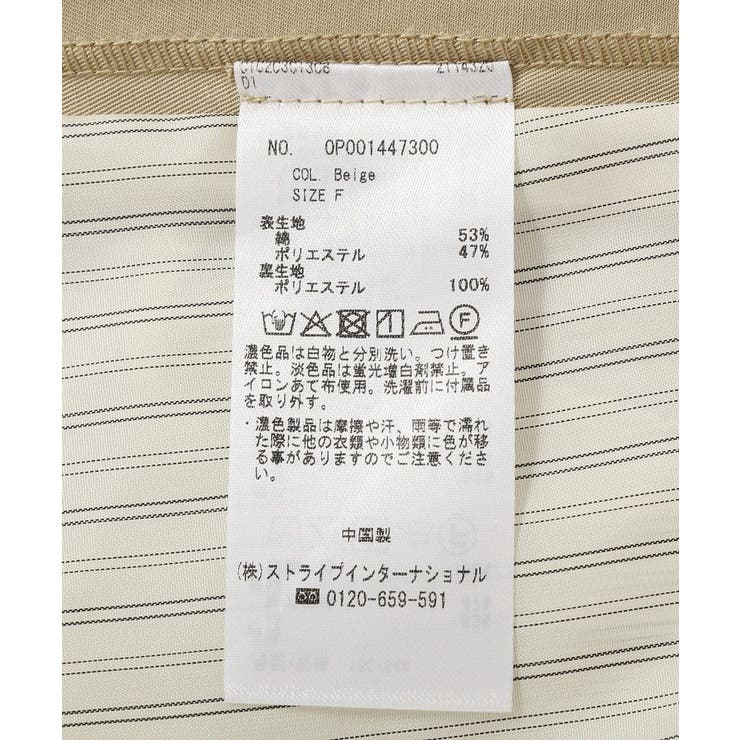 NO. OP001447300
COL. Beige
SIZE F
表生地
綿 53%
ポリエステル 47%
裏生地
ポリエステル 100%
F
濃色品は白物と分別洗い。つけ置き
禁止。淡色品は蛍光増白剤禁止。ア
イロンあて布使用。洗濯前に付属品
を取り外す。
・濃色製品は摩擦や汗、雨等で濡れ
た際に他の衣類や小物類に色が移
る事がありますのでご注意くださ
い。
中国製
(株)ストライプインターナショナル
0120-659-591